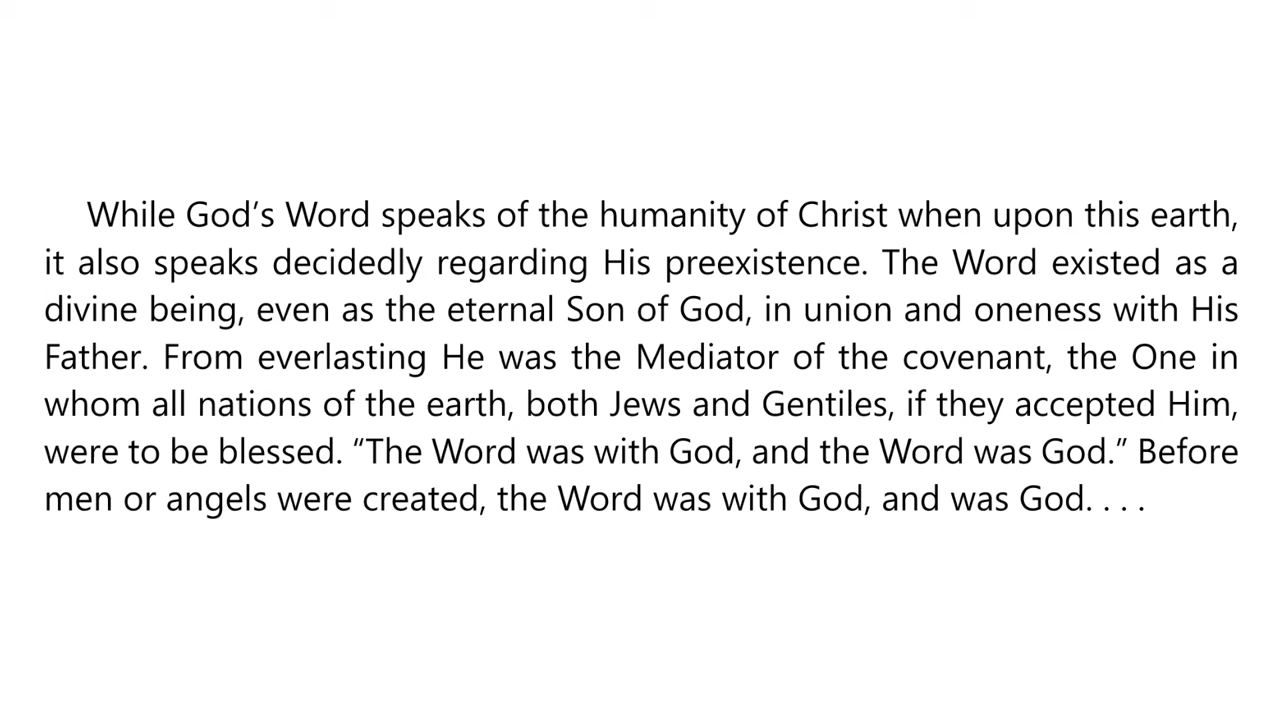 While God’s Word speaks of the humanity of Christ when upon this earth,
it also speaks decidedly regarding His preexistence. The Word existed as a
divine being, even as the eternal Son of God, in union and oneness with His
Father. From everlasting He was the Mediator of the covenant, the One in
whom all nations of the earth, both Jews and Gentiles, if they accepted Him,
were to be blessed. “The Word was with God, and the Word was God.” Before
men or angels were created, the Word was with God, and was God. . . .